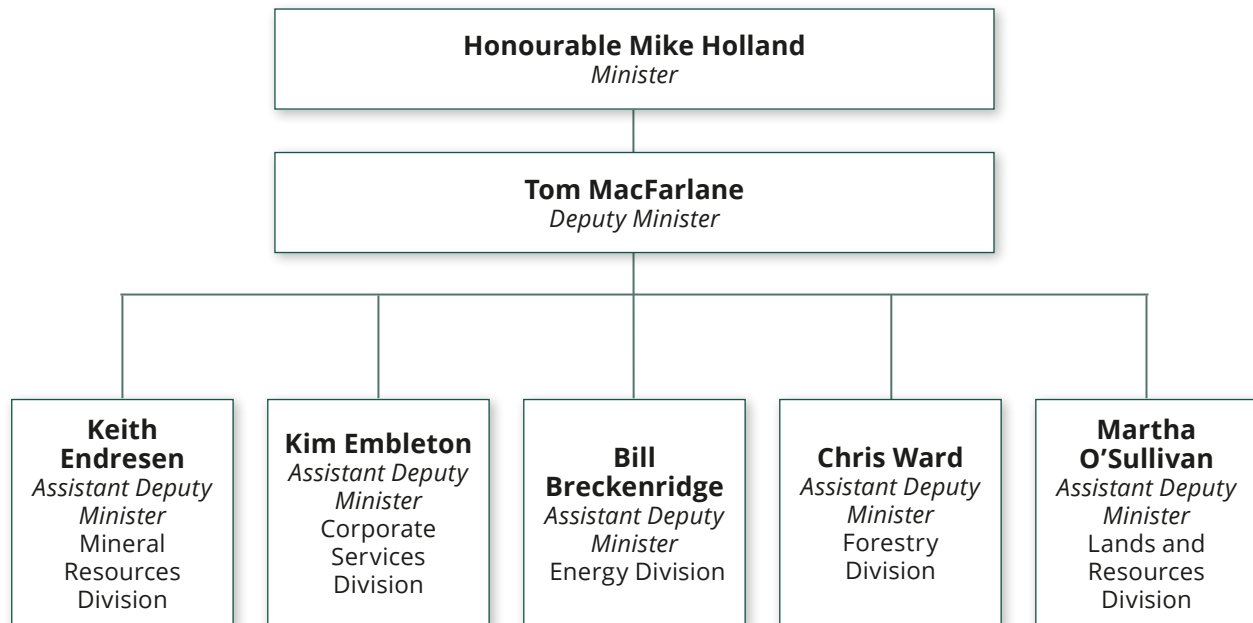 Honourable Mike Holland
Minister
Tom MacFarlane
Deputy Minister
Keith
Endresen
Assistant Deputy
Minister
Mineral
Resources
Division
Kim Embleton
Assistant Deputy
Minister
Corporate
Services
Division
Bill
Breckenridge
Assistant Deputy
Minister
Energy Division
Chris Ward
Assistant Deputy
Minister
Forestry
Division
Martha
O’Sullivan
Assistant Deputy
Minister
Lands and
Resources
Division